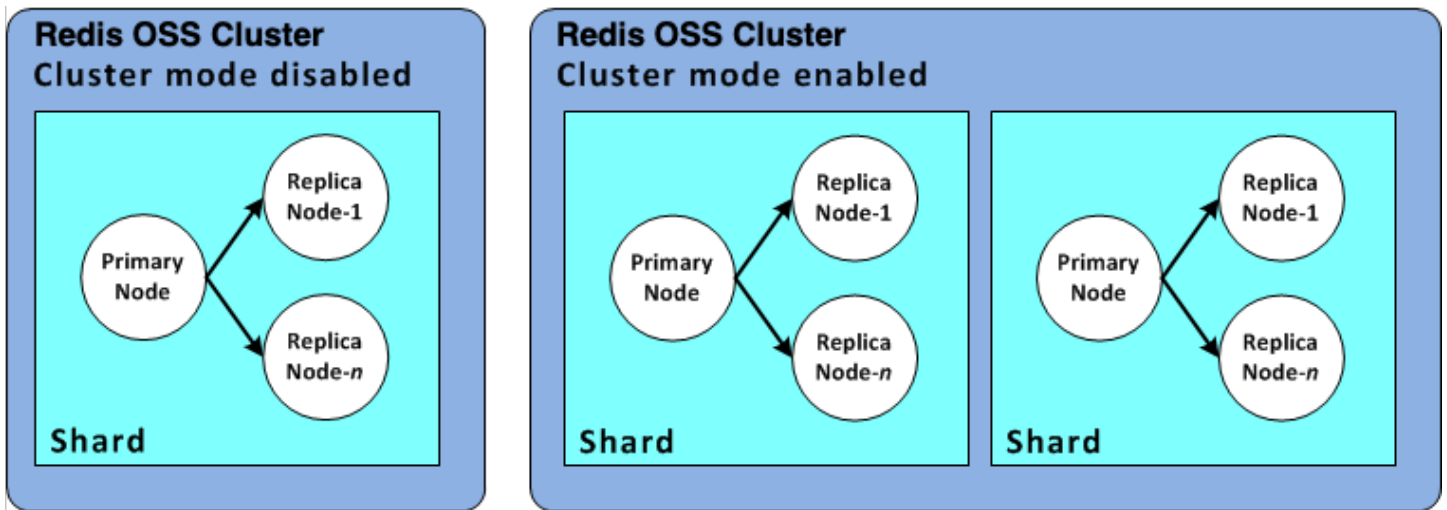 Redis OSS Cluster
Cluster mode disabled
Primary
Node
Replica
Node-1
Replica
Node-n
Shard
Redis OSS Cluster
Cluster mode enabled
Primary
Node
Replica
Node-1
Replica
Node-n
Shard
Primary
Node
Replica
Node-1
Replica
Node-n
Shard